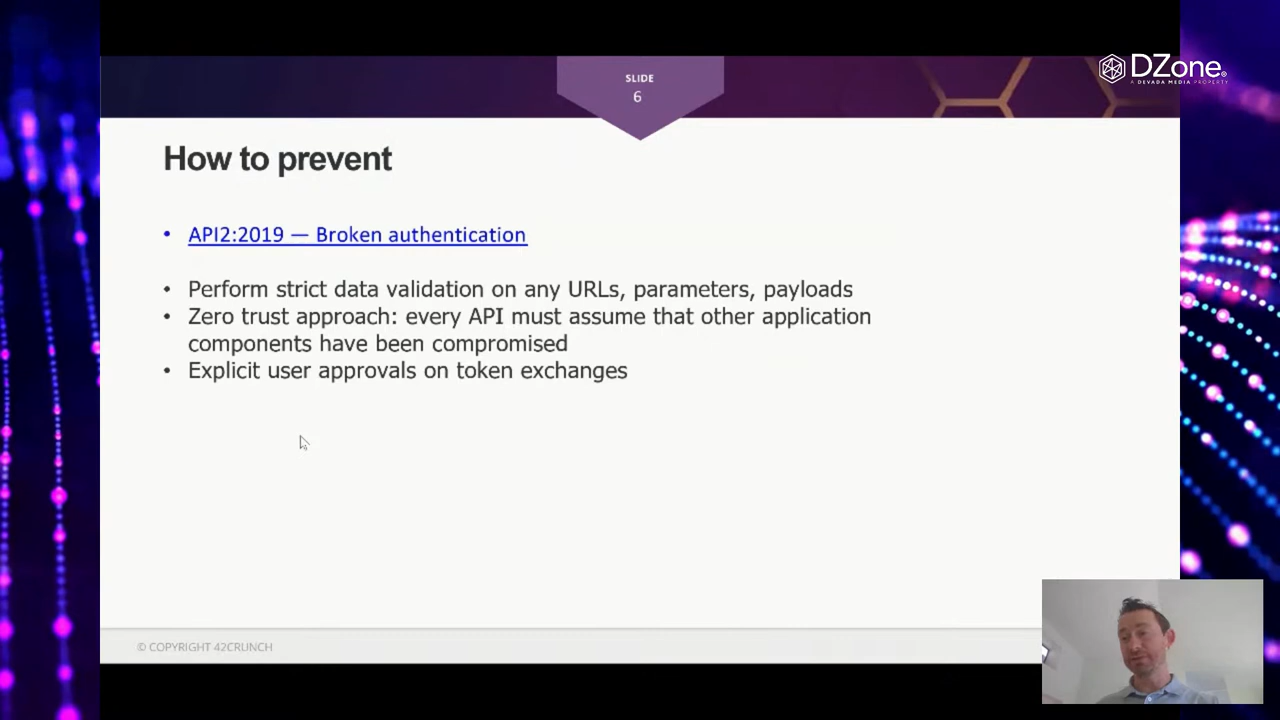 SLIDE
6
DZone.
A DEVADA MEDIA PROPERTY
How to prevent
• API2:2019 — Broken authentication
• Perform strict data validation on any URLs, parameters, payloads
• Zero trust approach: every API must assume that other application
components have been compromised
• Explicit user approvals on token exchanges
© COPYRIGHT 42CRUNCH